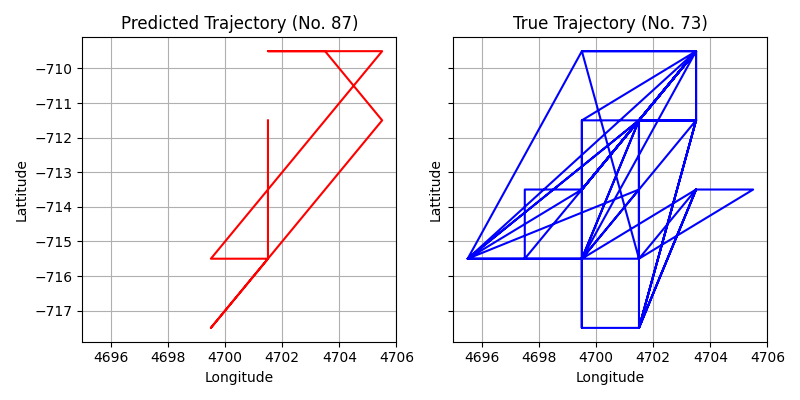 Predicted Trajectory (No. 87)
True Trajectory (No. 73)
Lattitude
−710
−711
−712
−713
−714
−715
−716
−717
4696 4698 4700 4702 4704 4706
Longitude
Lattitude
4696 4698 4700 4702 4704 4706
Longitude